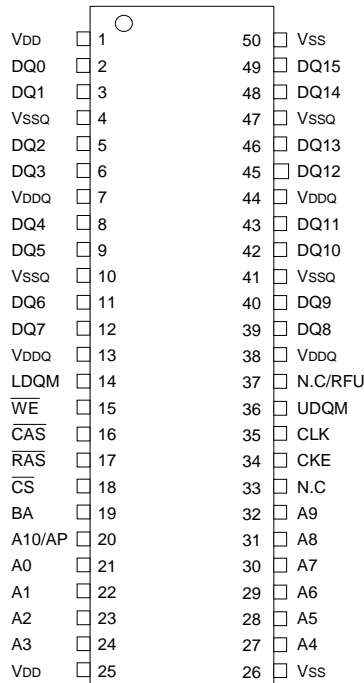 VDD 1 50 VSS
DQ0 2 49 DQ15
DQ1 3 48 DQ14
VSSQ 4 47 VSSQ
DQ2 5 46 DQ13
DQ3 6 45 DQ12
VDDQ 7 44 VDDQ
DQ4 8 43 DQ11
DQ5 9 42 DQ10
VSSQ 10 41 VSSQ
DQ6 11 40 DQ9
DQ7 12 39 DQ8
VDDQ 13 38 VDDQ
LDQM 14 37 N.C/RFU
W̅E̅ 15 36 UDQM
C̅A̅S̅ 16 35 CLK
R̅A̅S̅ 17 34 CKE
C̅S̅ 18 33 N.C
BA 19 32 A9
A10/AP 20 31 A8
A0 21 30 A7
A1 22 29 A6
A2 23 28 A5
A3 24 27 A4
VDD 25 26 VSS